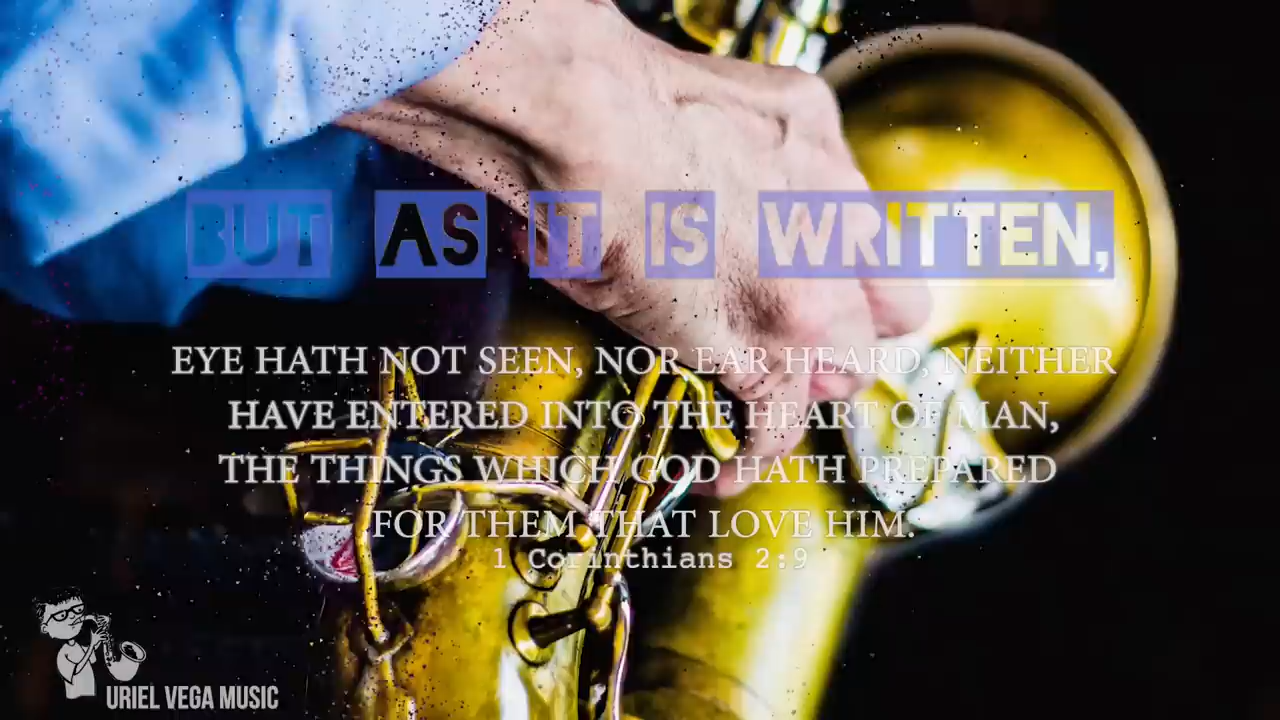 BUT AS IT IS WRITTEN,
EYE HATH NOT SEEN, NOR EAR HEARD, NEITHER
HAVE ENTERED INTO THE HEART OF MAN,
THE THINGS WHICH GOD HATH PREPARED
FOR THEM THAT LOVE HIM.
1 Corinthians 2:9
URIEL VEGA MUSIC